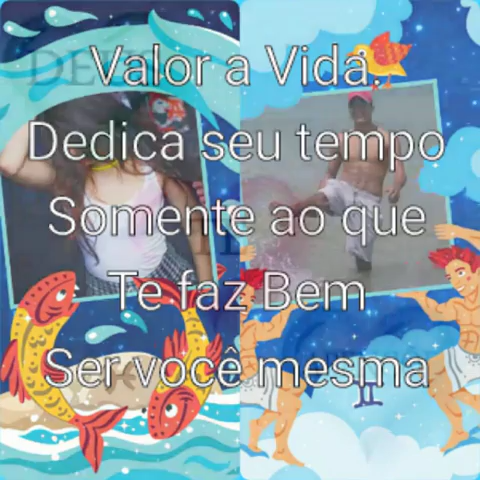 Valor a Vida.
Dedica seu tempo
Somente ao que
Te faz Bem
Ser você mesma